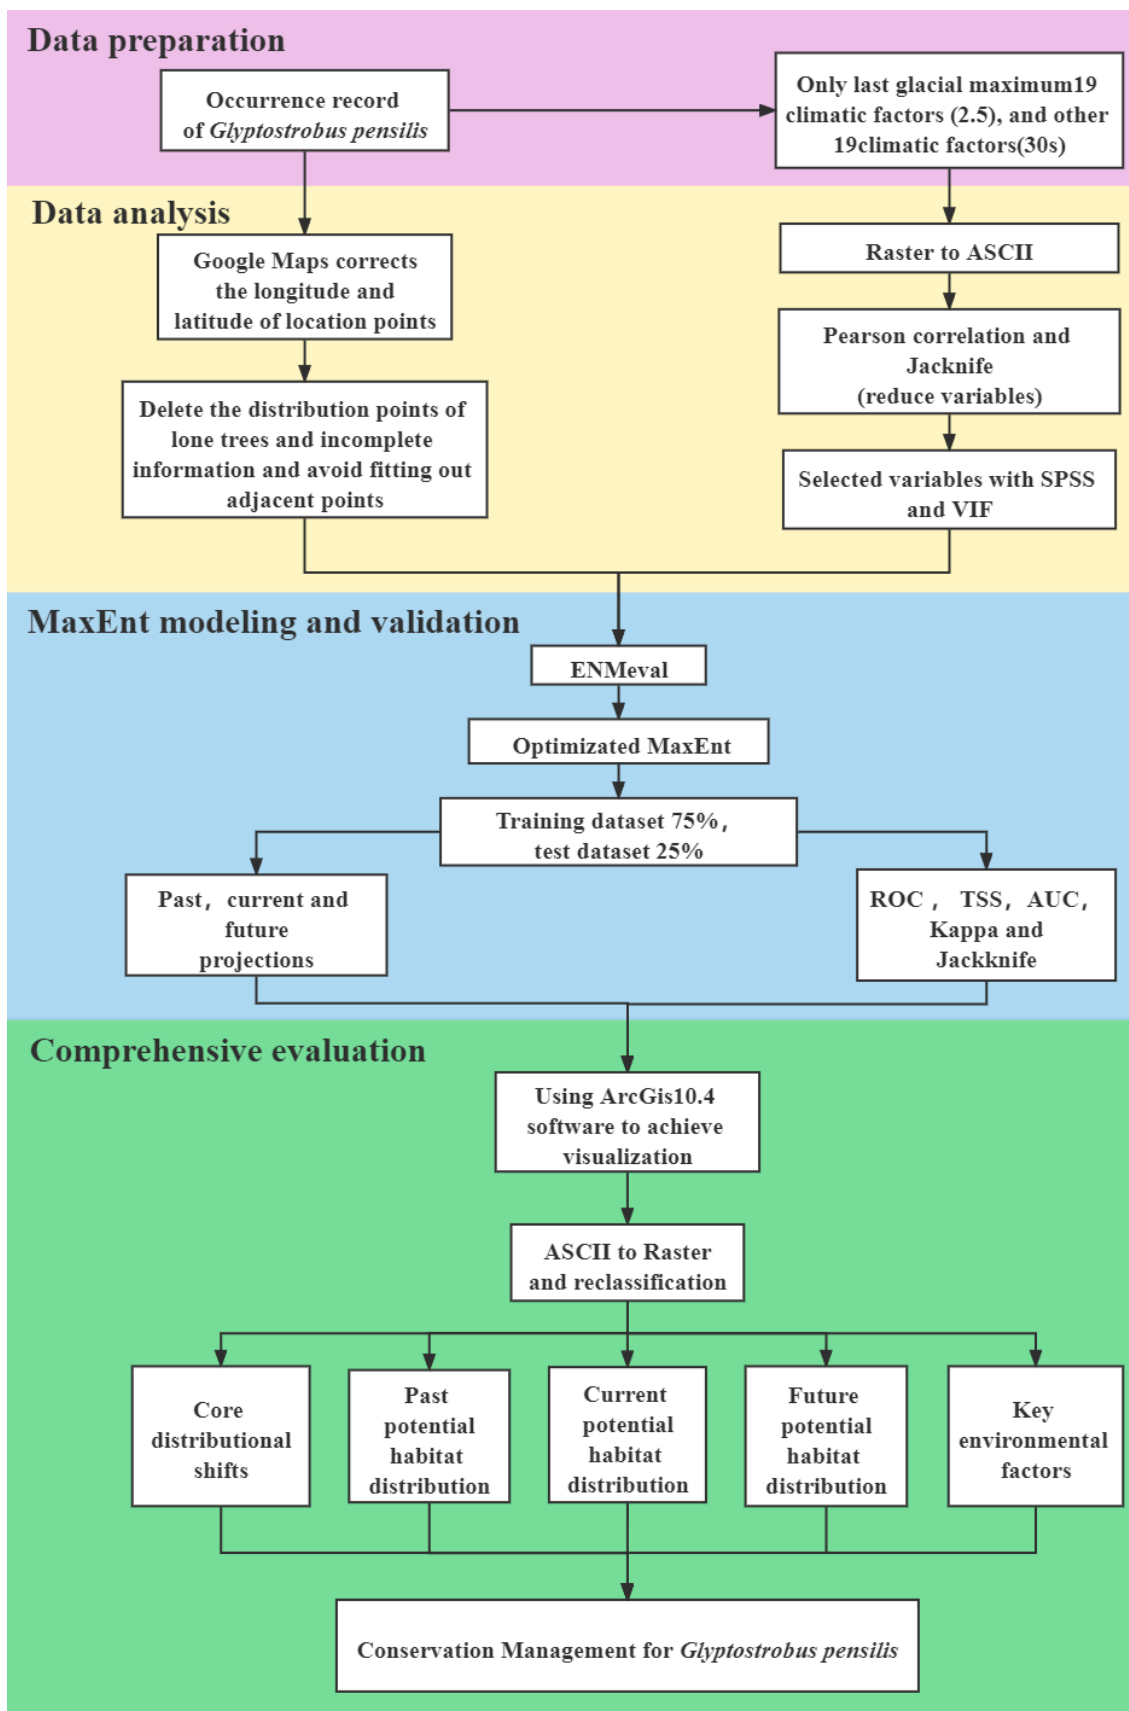 Data preparation
Occurrence record
of Glyptostrobus pensilis
Only last glacial maximum19
climatic factors (2.5), and other
19climatic factors(30s)
Data analysis
Google Maps corrects
the longitude and
latitude of location points
Delete the distribution points of
lone trees and incomplete
information and avoid fitting out
adjacent points
Raster to ASCII
Pearson correlation and
Jacknife
(reduce variables)
Selected variables with SPSS
and VIF
MaxEnt modeling and validation
ENMeval
Optimizated MaxEnt
Training dataset 75%,
test dataset 25%
Past, current and
future
projections
ROC , TSS, AUC,
Kappa and
Jackknife
Comprehensive evaluation
Using ArcGis10.4
software to achieve
visualization
ASCII to Raster
and reclassification
Core
distributional
shifts
Past
potential
habitat
distribution
Current
potential
habitat
distribution
Future
potential
habitat
distribution
Key
environmental
factors
Conservation Management for Glyptostrobus pensilis